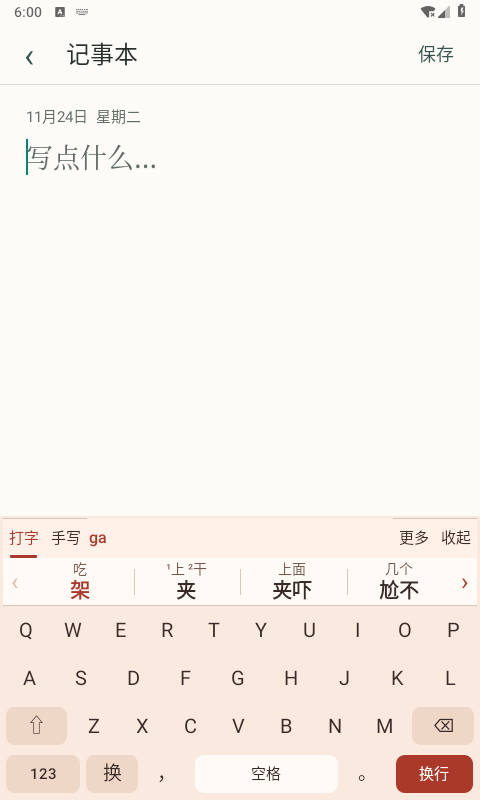 6:00
‹ 记事本 保存
11月24日 星期二
写点什么...
打字 手写 ga 更多 收起
吃 ¹上 ²干 上面 几个
‹ 架 夹 夹吓 尬不 ›
Q W E R T Y U I O P
A S D F G H J K L
Z X C V B N M
123 换 ， 空格 。 换行